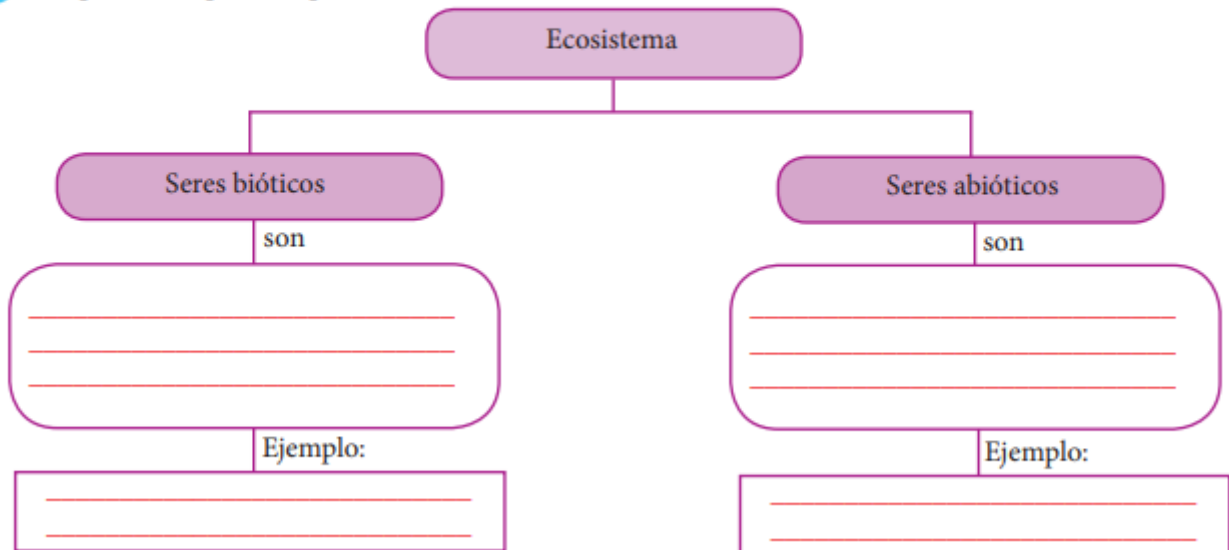 Ecosistema
Seres bióticos
Seres abióticos
son
son
Ejemplo:
Ejemplo: